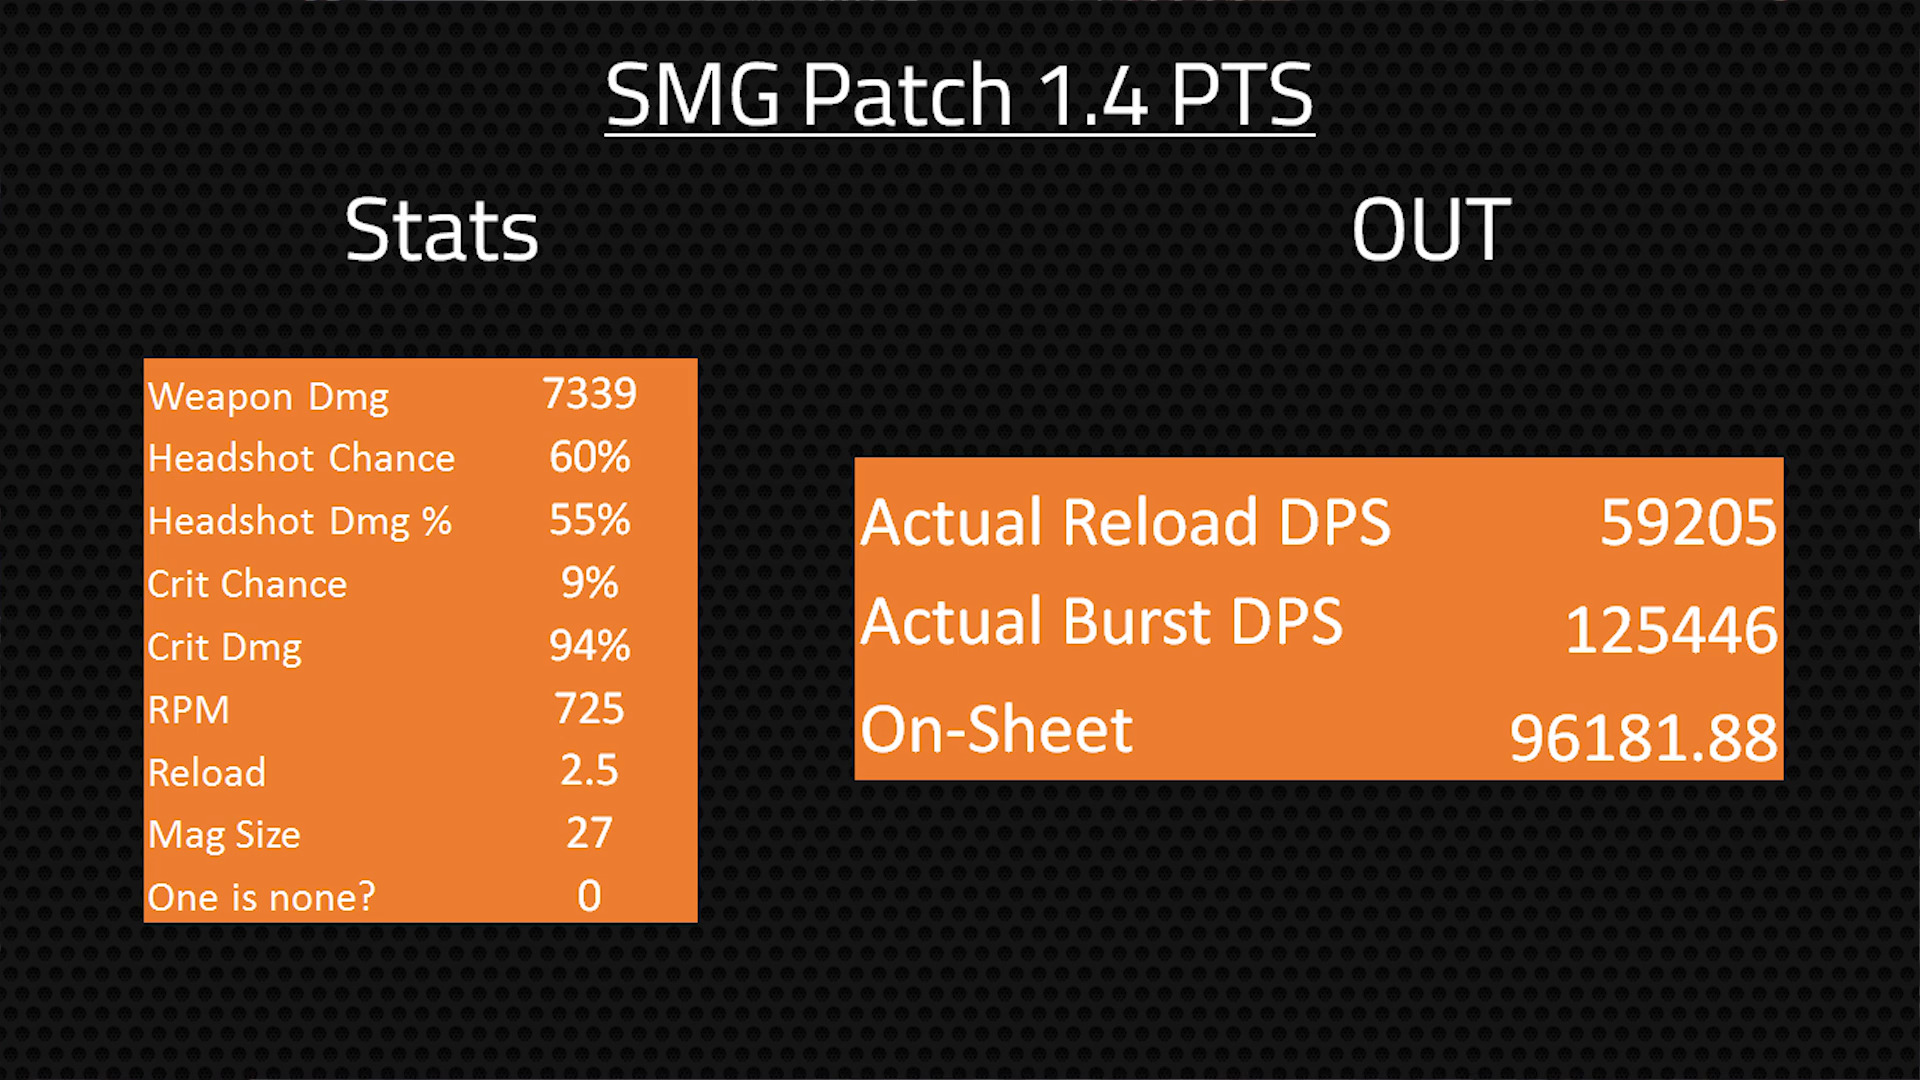 SMG Patch 1.4 PTS
Stats
OUT
Weapon Dmg 7339
Headshot Chance 60%
Headshot Dmg % 55%
Crit Chance 9%
Crit Dmg 94%
RPM 725
Reload 2.5
Mag Size 27
One is none? 0
Actual Reload DPS 59205
Actual Burst DPS 125446
On-Sheet 96181.88